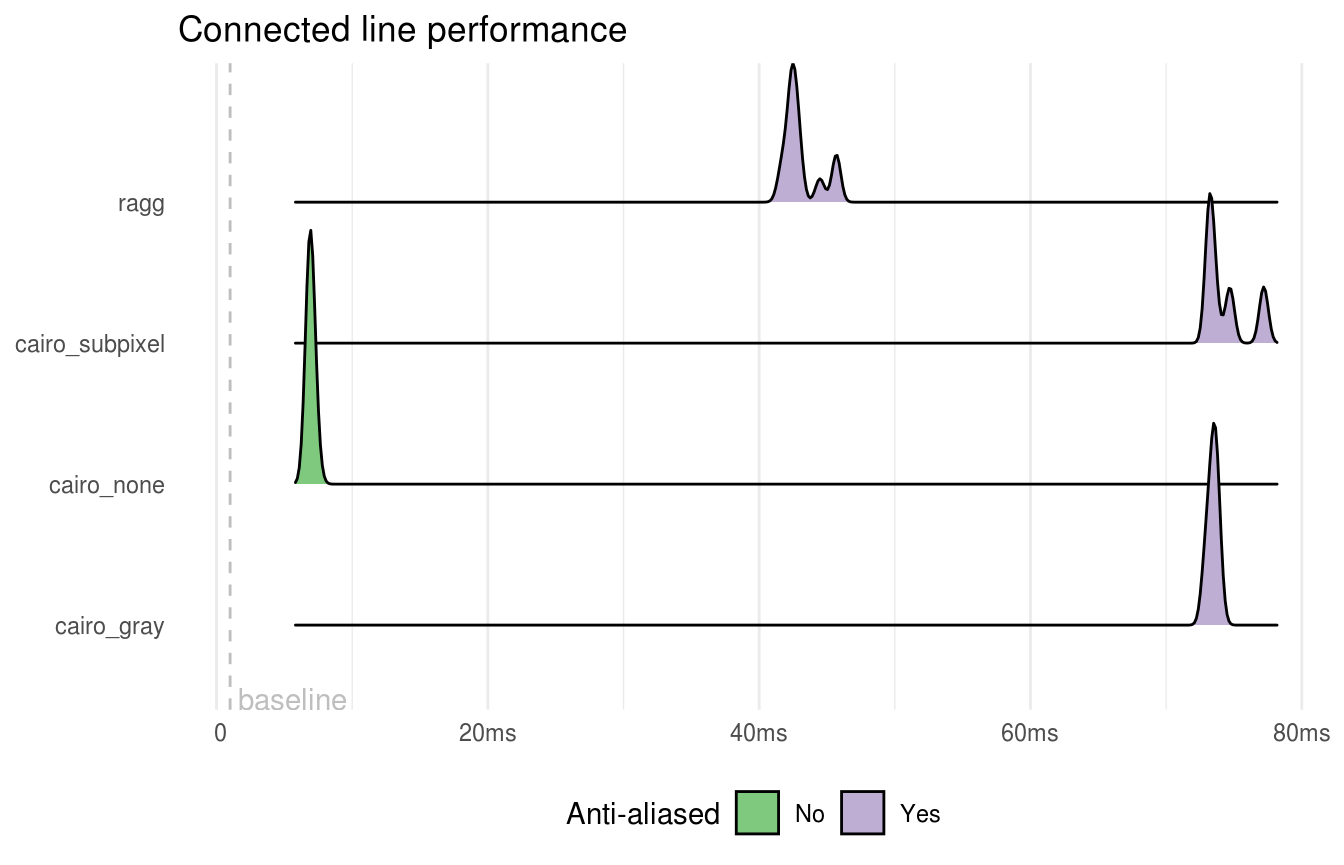 Connected line performance
ragg
cairo_subpixel
cairo_none
cairo_gray
baseline
0 20ms 40ms 60ms 80ms
Anti-aliased No Yes